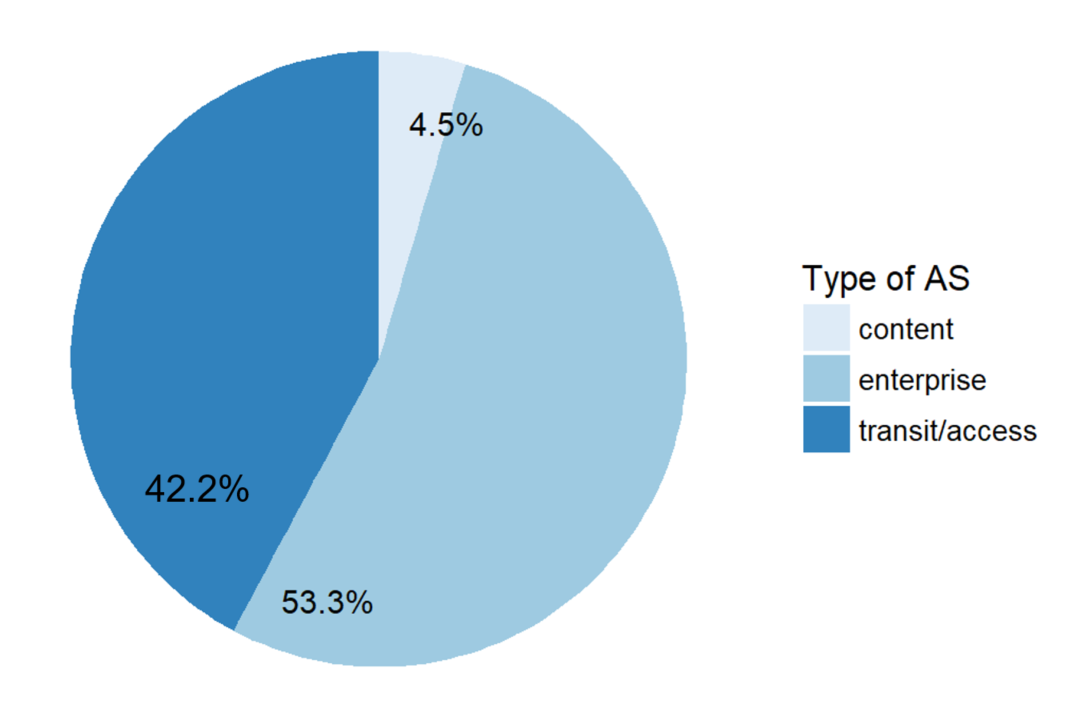 4.5%
42.2%
53.3%
Type of AS
content
enterprise
transit/access